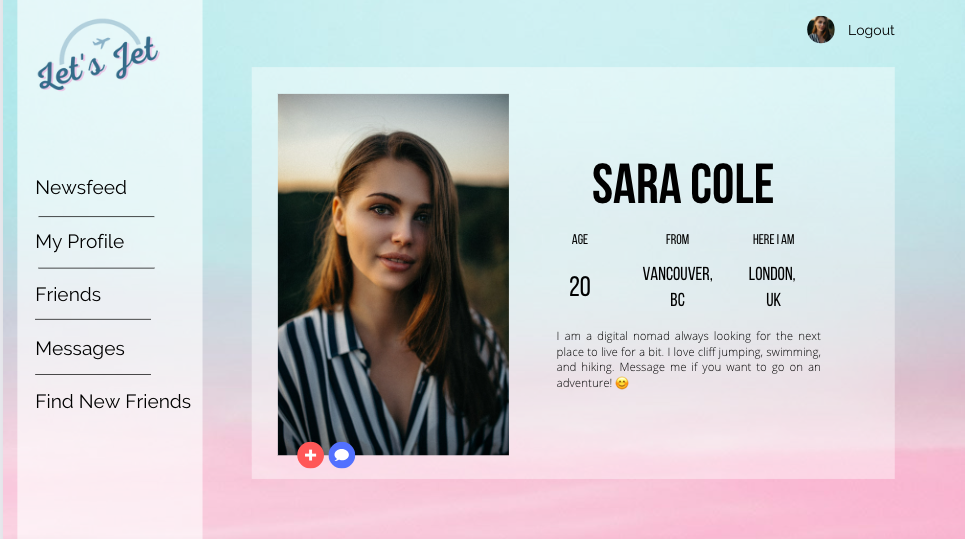 Let's Jet
Logout
Newsfeed
My Profile
Friends
Messages
Find New Friends
SARA COLE
AGE
FROM
HERE I AM
20
VANCOUVER,
BC
LONDON,
UK
I am a digital nomad always looking for the next
place to live for a bit. I love cliff jumping, swimming,
and hiking. Message me if you want to go on an
adventure! 😊